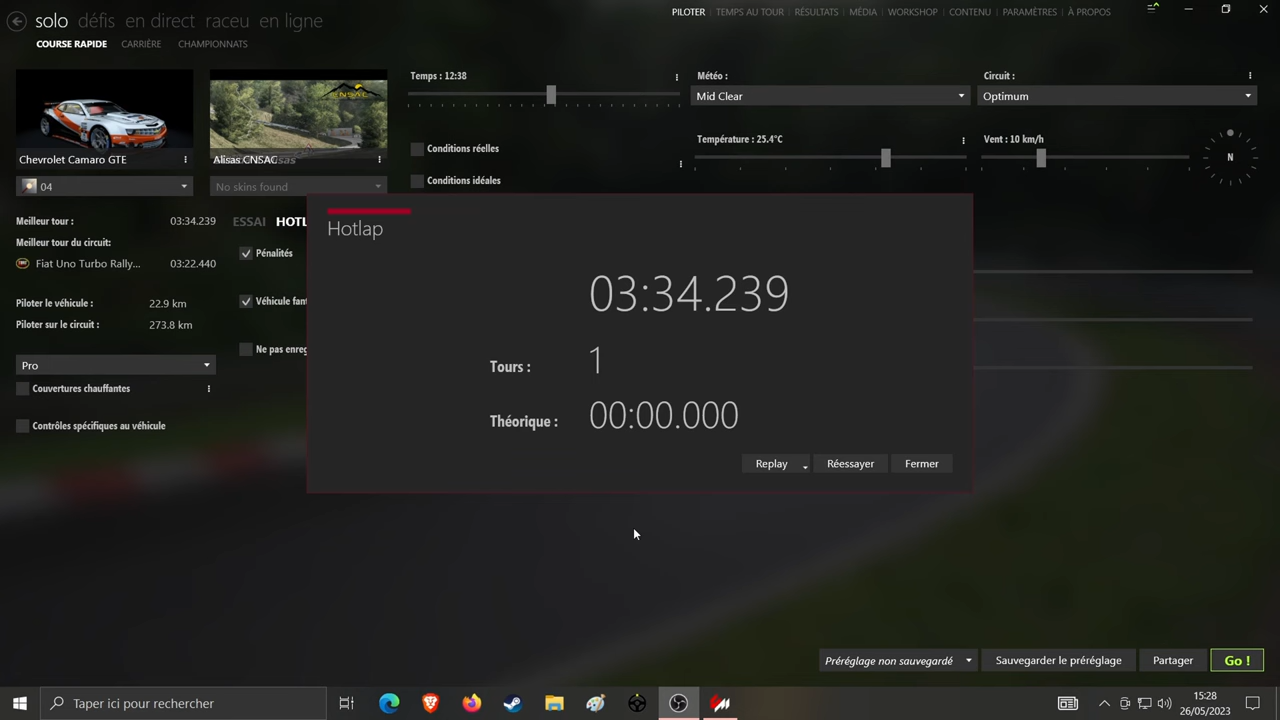 solo défis en direct raceu en ligne
PILOTER TEMPS AU TOUR RÉSULTATS MÉDIA WORKSHOP CONTENU PARAMÈTRES À PROPOS
COURSE RAPIDE CARRIÈRE CHAMPIONNATS
Temps : 12:38
Météo :
Circuit :
Mid Clear
Optimum
CNSAC
Conditions réelles
Température : 25.4°C
Vent : 10 km/h
N
Chevrolet Camaro GTE
Alisas CNSAC
Conditions idéales
04
No skins found
Meilleur tour : 03:34.239
ESSAI HOTL
Hotlap
Meilleur tour du circuit:
Pénalités
Fiat Uno Turbo Rally... 03:22.440
03:34.239
Piloter le véhicule : 22.9 km
Véhicule fant
Piloter sur le circuit : 273.8 km
Ne pas enreg
Pro
Tours : 1
Couvertures chauffantes
Théorique : 00:00.000
Contrôles spécifiques au véhicule
Replay Réessayer Fermer
Préréglage non sauvegardé Sauvegarder le préréglage Partager Go !
Taper ici pour rechercher
15:28
26/05/2023